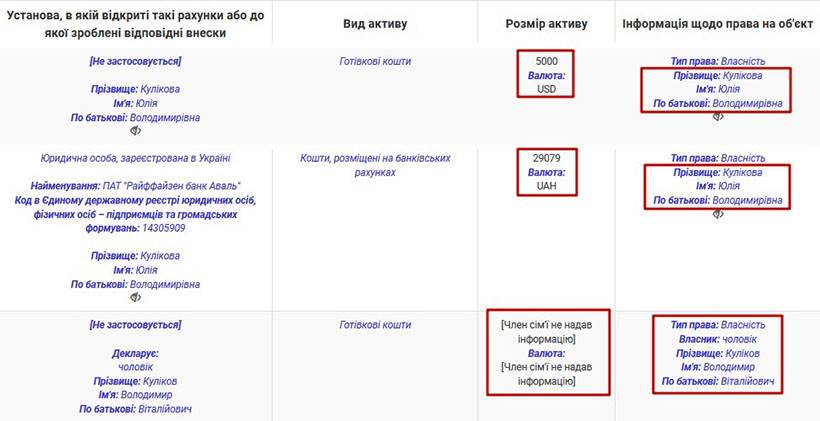 Установа, в якій відкриті такі рахунки або до
якої зроблені відповідні внески
Вид активу
Розмір активу
Інформація щодо права на об'єкт
[Не застосовується]
Прізвище: Кулікова
Ім'я: Юлія
По батькові: Володимирівна
Готівкові кошти
5000
Валюта:
USD
Тип права: Власність
Прізвище: Кулікова
Ім'я: Юлія
По батькові: Володимирівна
Юридична особа, зареєстрована в Україні
Найменування: ПАТ "Райффайзен банк Аваль"
Код в Єдиному державному реєстрі юридичних осіб,
фізичних осіб – підприємців та громадських
формувань: 14305909
Прізвище: Кулікова
Ім'я: Юлія
По батькові: Володимирівна
Кошти, розміщені на банківських
рахунках
29079
Валюта:
UAH
Тип права: Власність
Прізвище: Кулікова
Ім'я: Юлія
По батькові: Володимирівна
[Не застосовується]
Декларує:
чоловік
Прізвище: Куліков
Ім'я: Володимир
По батькові: Віталійович
Готівкові кошти
[Член сім'ї не надав
інформацію]
Валюта:
[Член сім'ї не надав
інформацію]
Тип права: Власність
Власник: чоловік
Прізвище: Куліков
Ім'я: Володимир
По батькові: Віталійович